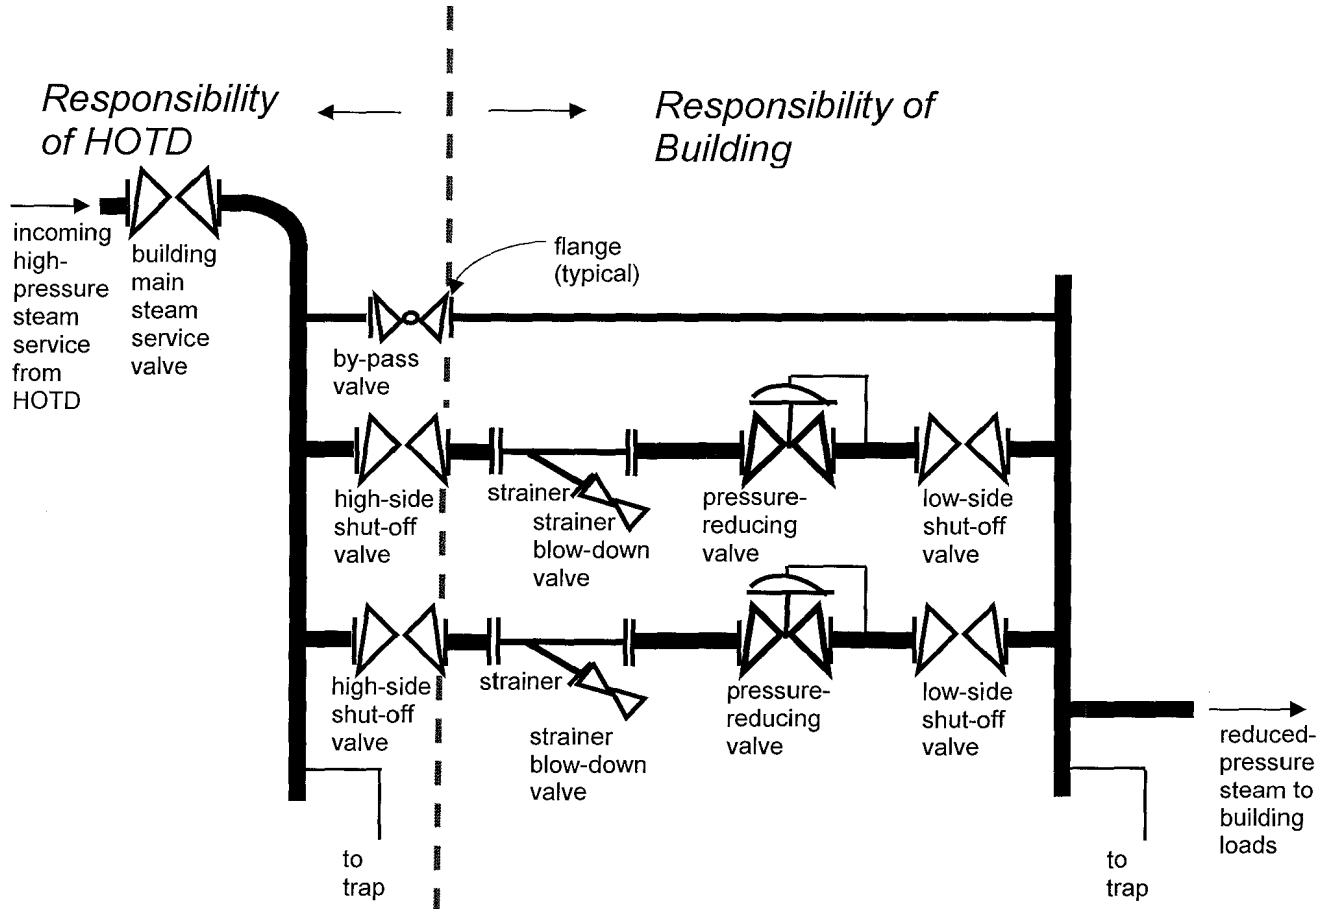 Responsibility
of HOTD
Responsibility of
Building
incoming
high-
pressure
steam
service
from
HOTD
building
main
steam
service
valve
flange
(typical)
by-pass
valve
high-side
shut-off
valve
strainer
strainer
blow-down
valve
pressure-
reducing
valve
low-side
shut-off
valve
high-side
shut-off
valve
strainer
strainer
blow-down
valve
pressure-
reducing
valve
low-side
shut-off
valve
reduced-
pressure
steam to
building
loads
to
trap
to
trap